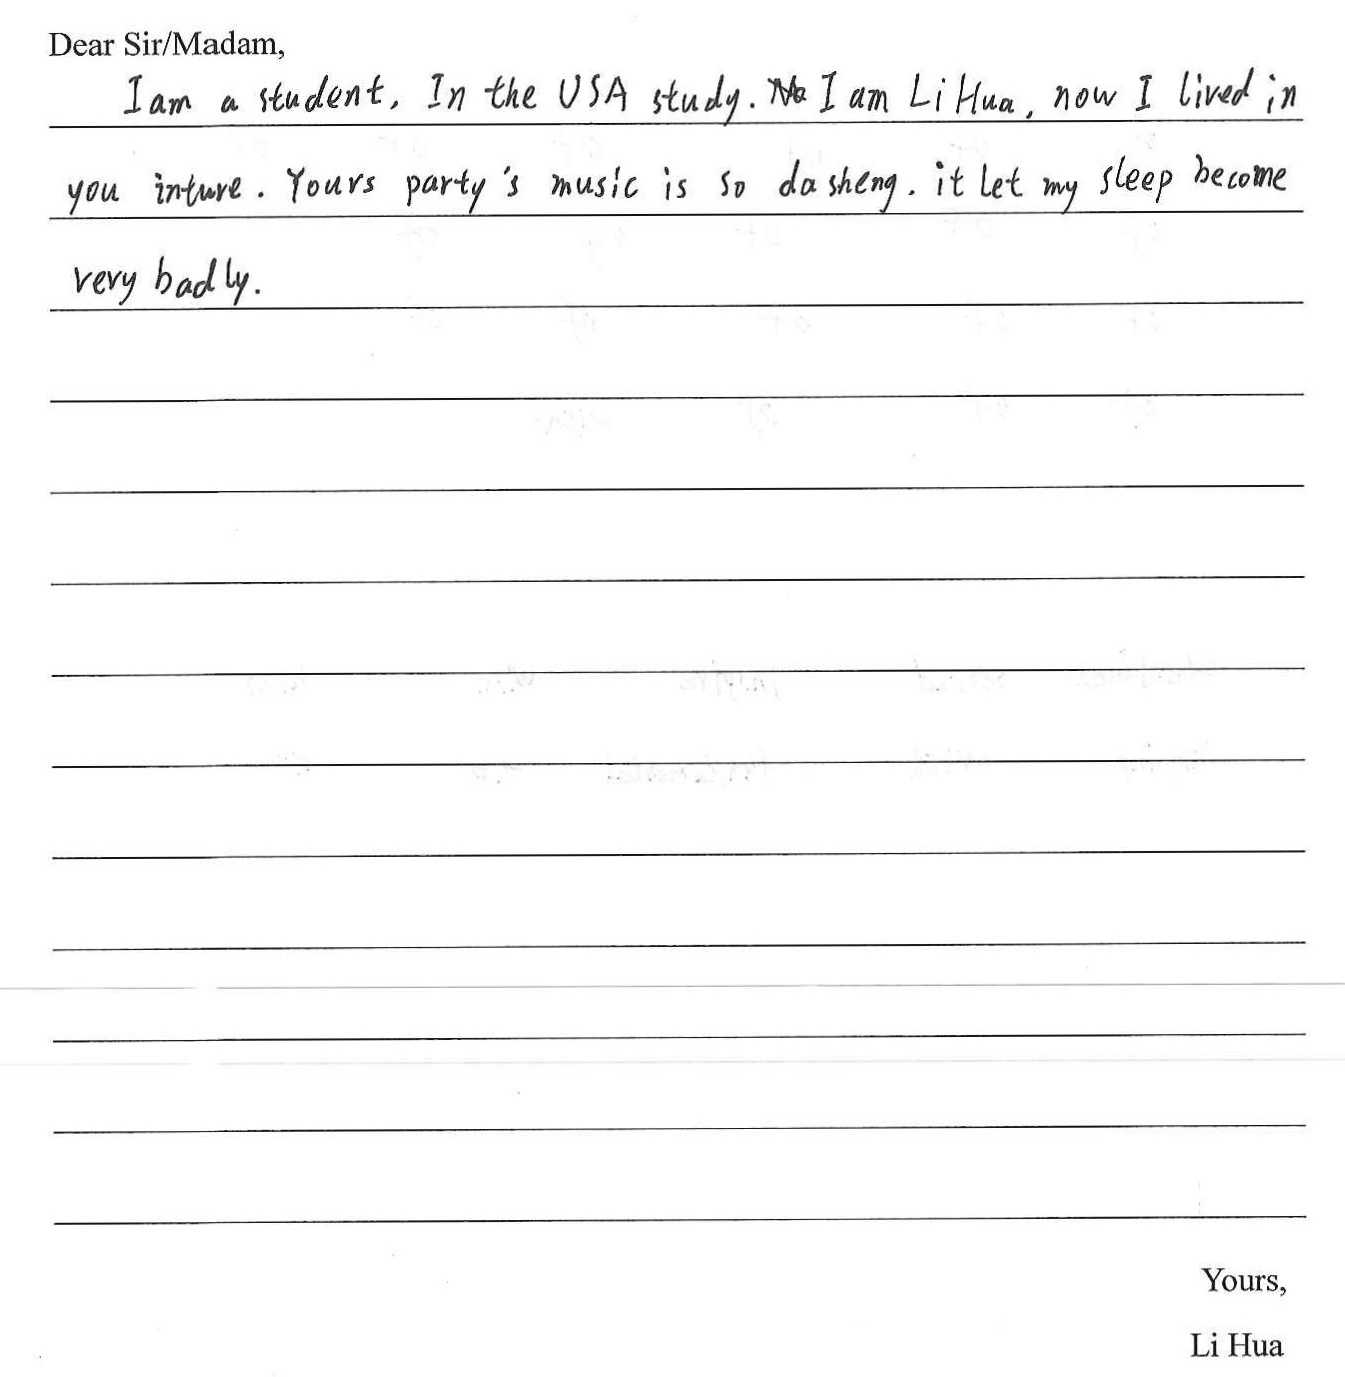 Dear Sir/Madam,
I am a student, In the USA study. I am Li Hua, now I lived in
you inture. Yours party's music is so da sheng. it let my sleep become
very badly.
Yours,
Li Hua